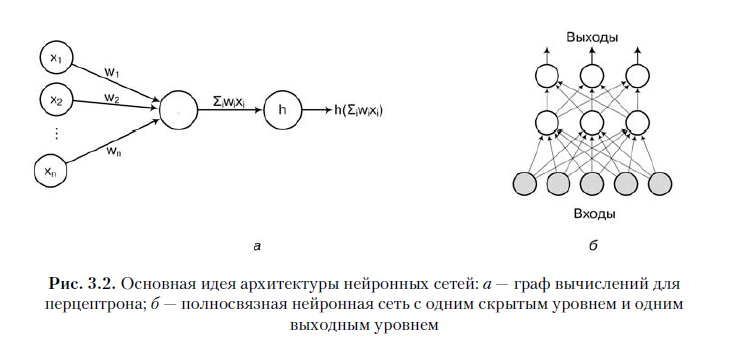 x1
w1
x2
w2
⋮
xn
wn
Σiwixi
h
h(Σiwixi)
а
Выходы
Входы
б
Рис. 3.2. Основная идея архитектуры нейронных сетей: а — граф вычислений для
перцептрона; б — полносвязная нейронная сеть с одним скрытым уровнем и одним
выходным уровнем